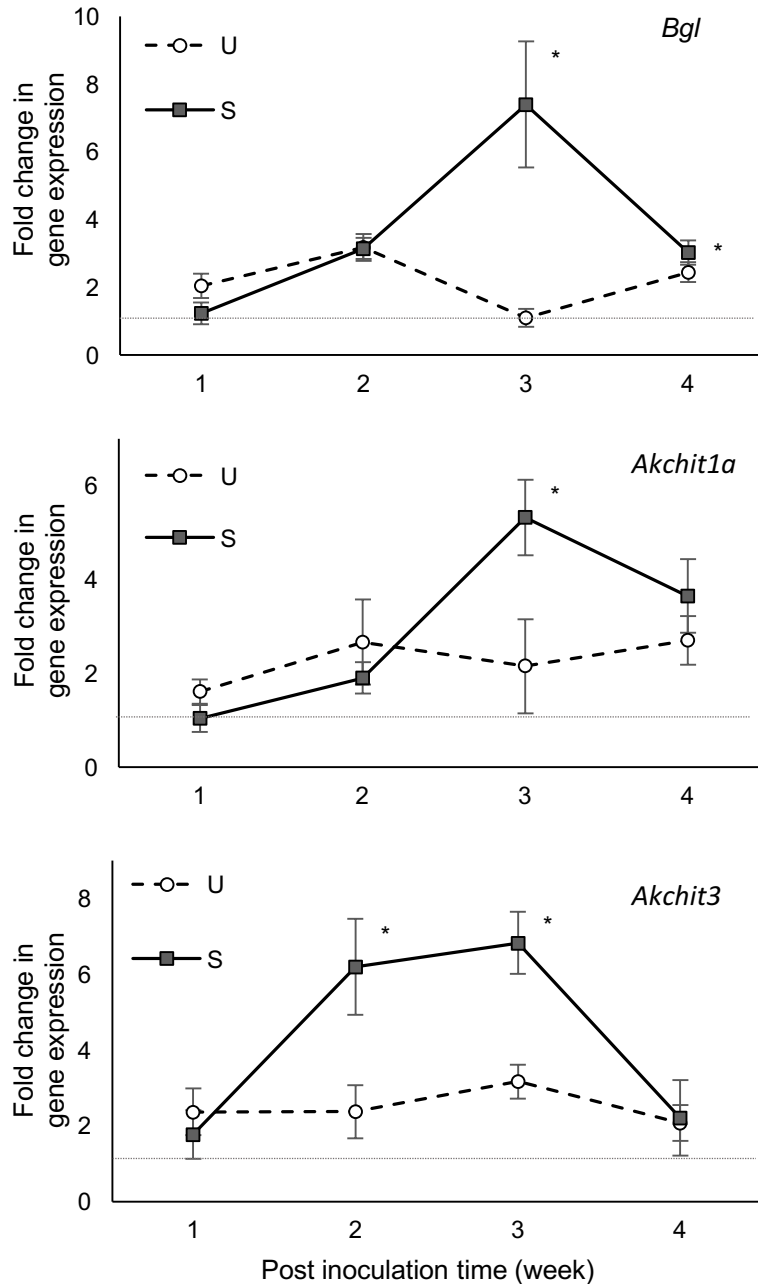 Bgl
U
S
Fold change in
gene expression
10
8
6
4
2
0
*
*
1 2 3 4
Akchit1a
U
S
Fold change in
gene expression
6
4
2
0
*
1 2 3 4
Akchit3
U
S
Fold change in
gene expression
8
6
4
2
0
* *
1 2 3 4
Post inoculation time (week)